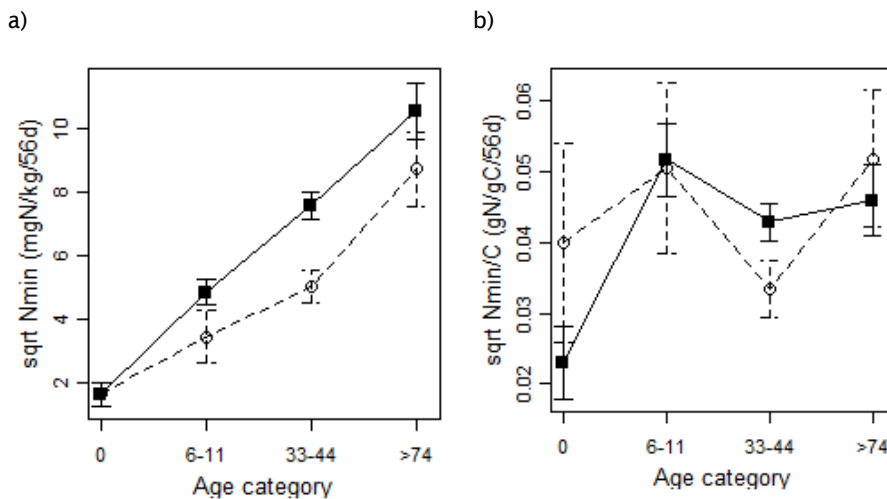 a)
sqrt Nmin (mgN/kg/56d)
10
8
6
4
2
0 6-11 33-44 >74
Age category
b)
sqrt Nmin/C (gN/gC/56d)
0.06
0.05
0.04
0.03
0.02
0 6-11 33-44 >74
Age category